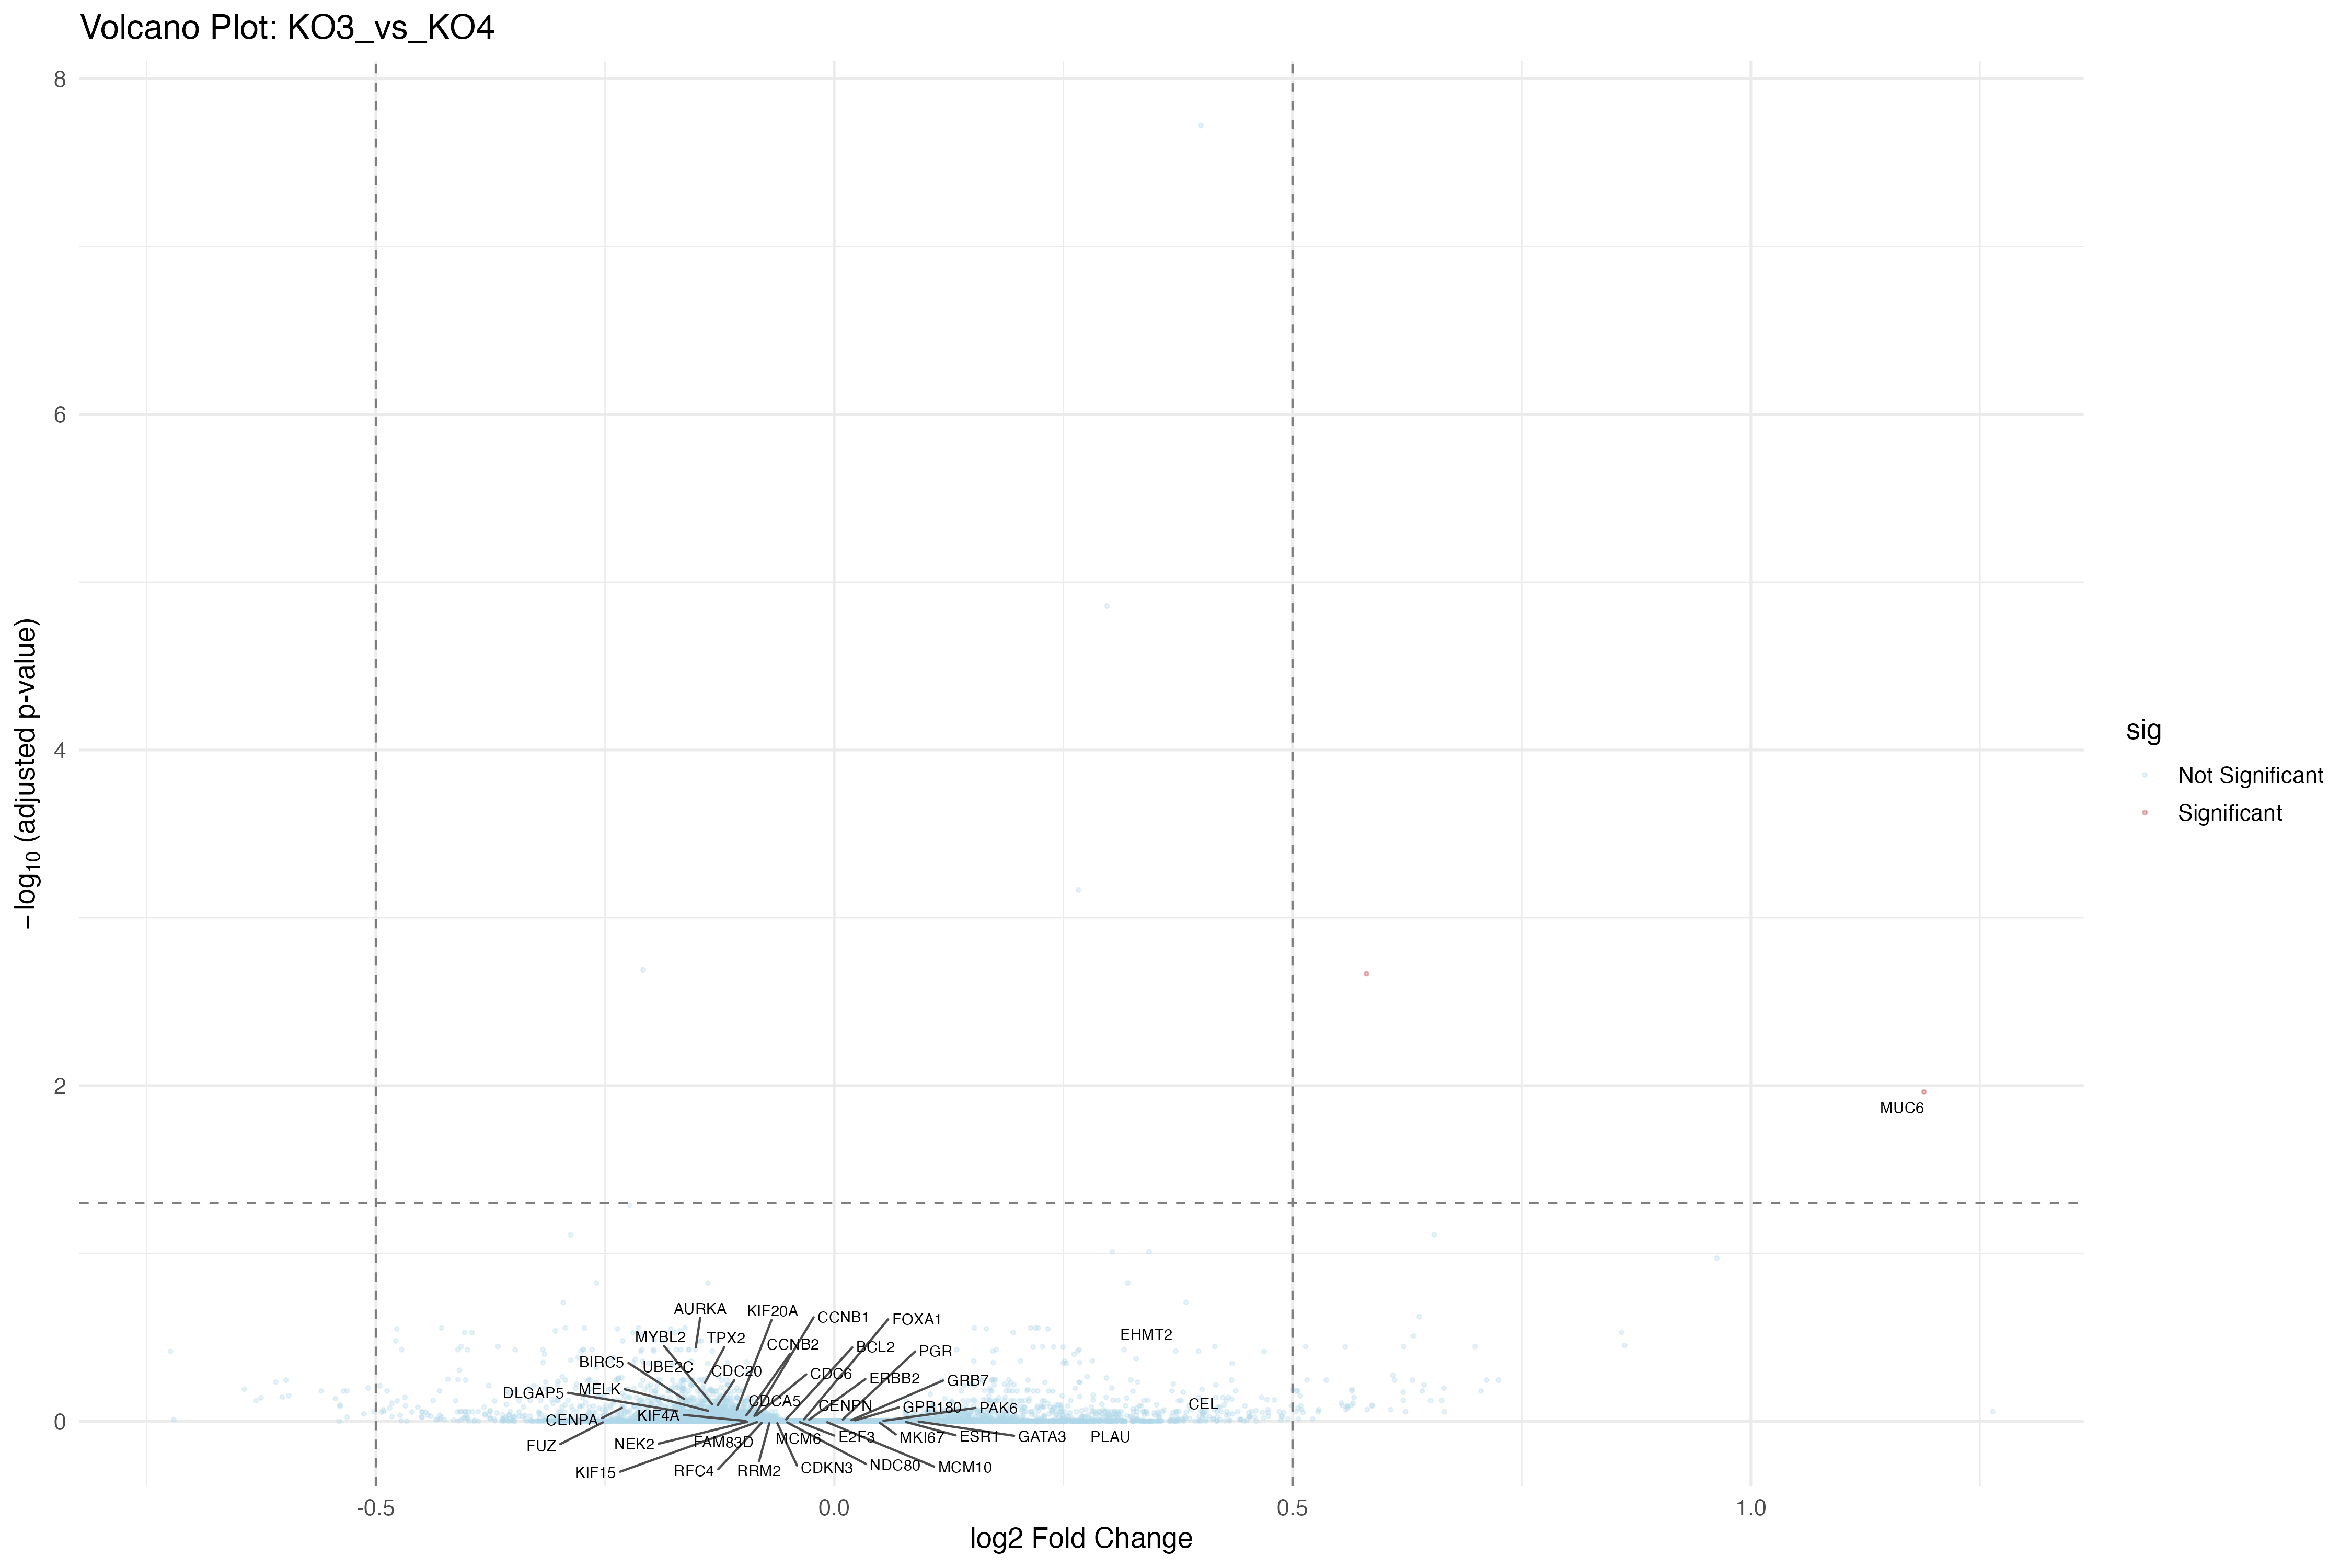 Volcano Plot: KO3_vs_KO4
8
6
4
2
0
−log10 (adjusted p-value)
-0.5
0.0
0.5
1.0
log2 Fold Change
sig
Not Significant
Significant
MUC6
AURKA
KIF20A
CCNB1
FOXA1
MYBL2
TPX2
CCNB2
BCL2
PGR
EHMT2
BIRC5
UBE2C
CDC20
CDC6
ERBB2
GRB7
DLGAP5
MELK
CDCA5
CENPN
GPR180
PAK6
CEL
CENPA
KIF4A
FUZ
NEK2
FAM83D
MCM6
E2F3
MKI67
ESR1
GATA3
PLAU
KIF15
RFC4
RRM2
CDKN3
NDC80
MCM10